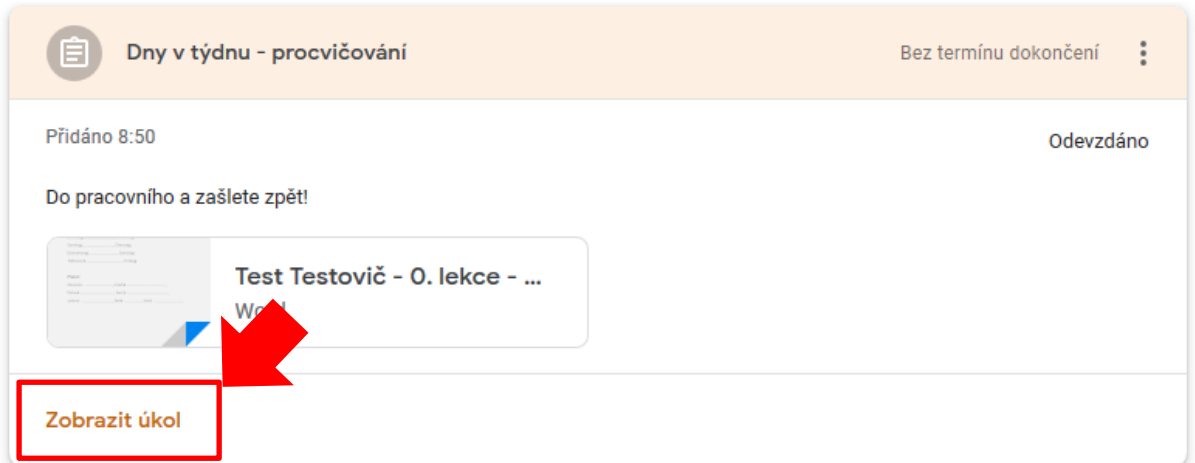 Dny v týdnu - procvičování
Bez termínu dokončení
Přidáno 8:50
Odevzdáno
Do pracovního a zašlete zpět!
Test Testovič - 0. lekce - ...
Zobrazit úkol